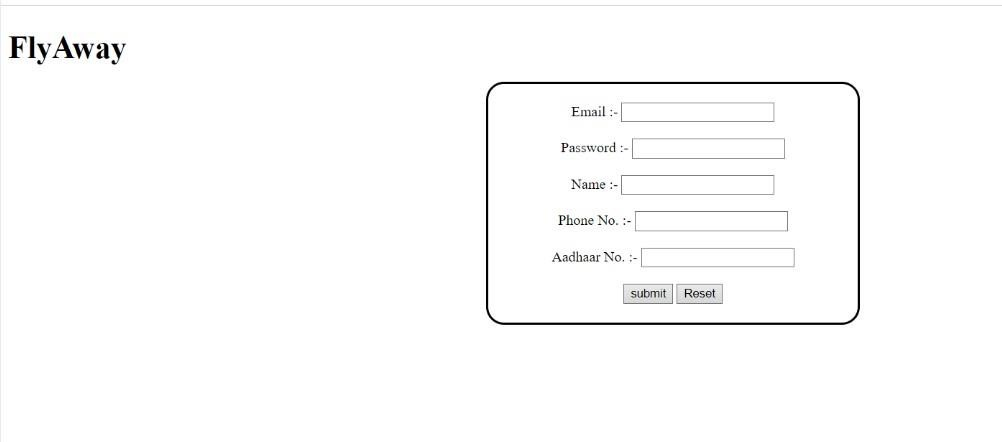 FlyAway
Email :-
Password :-
Name :-
Phone No. :-
Aadhaar No. :-
submit Reset